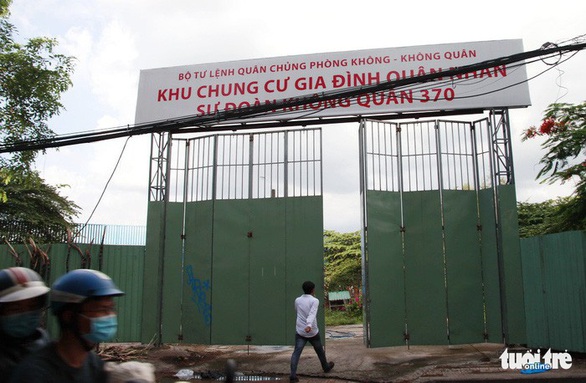 BỘ TƯ LỆNH QUÂN CHỦNG PHÒNG KHÔNG - KHÔNG QUÂN
KHU CHUNG CƯ GIA ĐÌNH QUÂN NHÂN
SƯ ĐOÀN KHÔNG QUÂN 370
tuổi trẻ
online